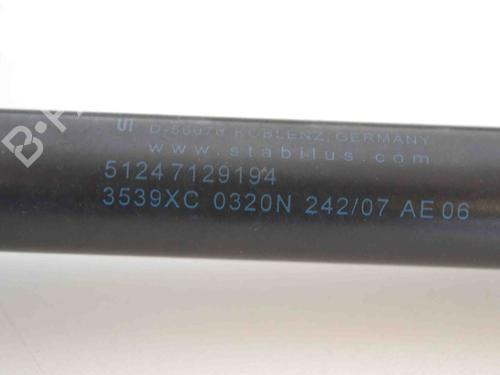 D-56070 KOBLENZ, GERMANY
www.stabilus.com
51247129194
3539XC 0320N 242/07 AE 06